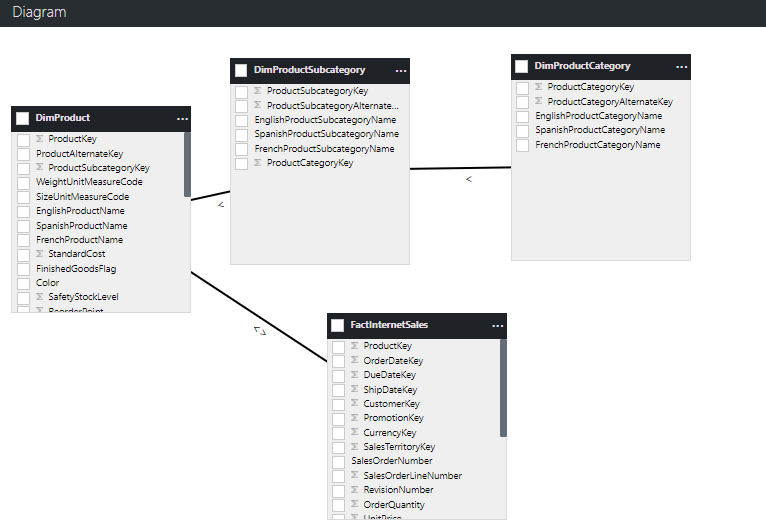 Diagram
DimProduct
Σ ProductKey
ProductAlternateKey
Σ ProductSubcategoryKey
WeightUnitMeasureCode
SizeUnitMeasureCode
EnglishProductName
SpanishProductName
FrenchProductName
Σ StandardCost
FinishedGoodsFlag
Color
Σ SafetyStockLevel
Σ ReorderPoint
DimProductSubcategory
Σ ProductSubcategoryKey
Σ ProductSubcategoryAlternate...
EnglishProductSubcategoryName
SpanishProductSubcategoryName
FrenchProductSubcategoryName
Σ ProductCategoryKey
DimProductCategory
Σ ProductCategoryKey
Σ ProductCategoryAlternateKey
EnglishProductCategoryName
SpanishProductCategoryName
FrenchProductCategoryName
FactInternetSales
Σ ProductKey
Σ OrderDateKey
Σ DueDateKey
Σ ShipDateKey
Σ CustomerKey
Σ PromotionKey
Σ CurrencyKey
Σ SalesTerritoryKey
SalesOrderNumber
Σ SalesOrderLineNumber
Σ RevisionNumber
Σ OrderQuantity
Σ UnitPrice